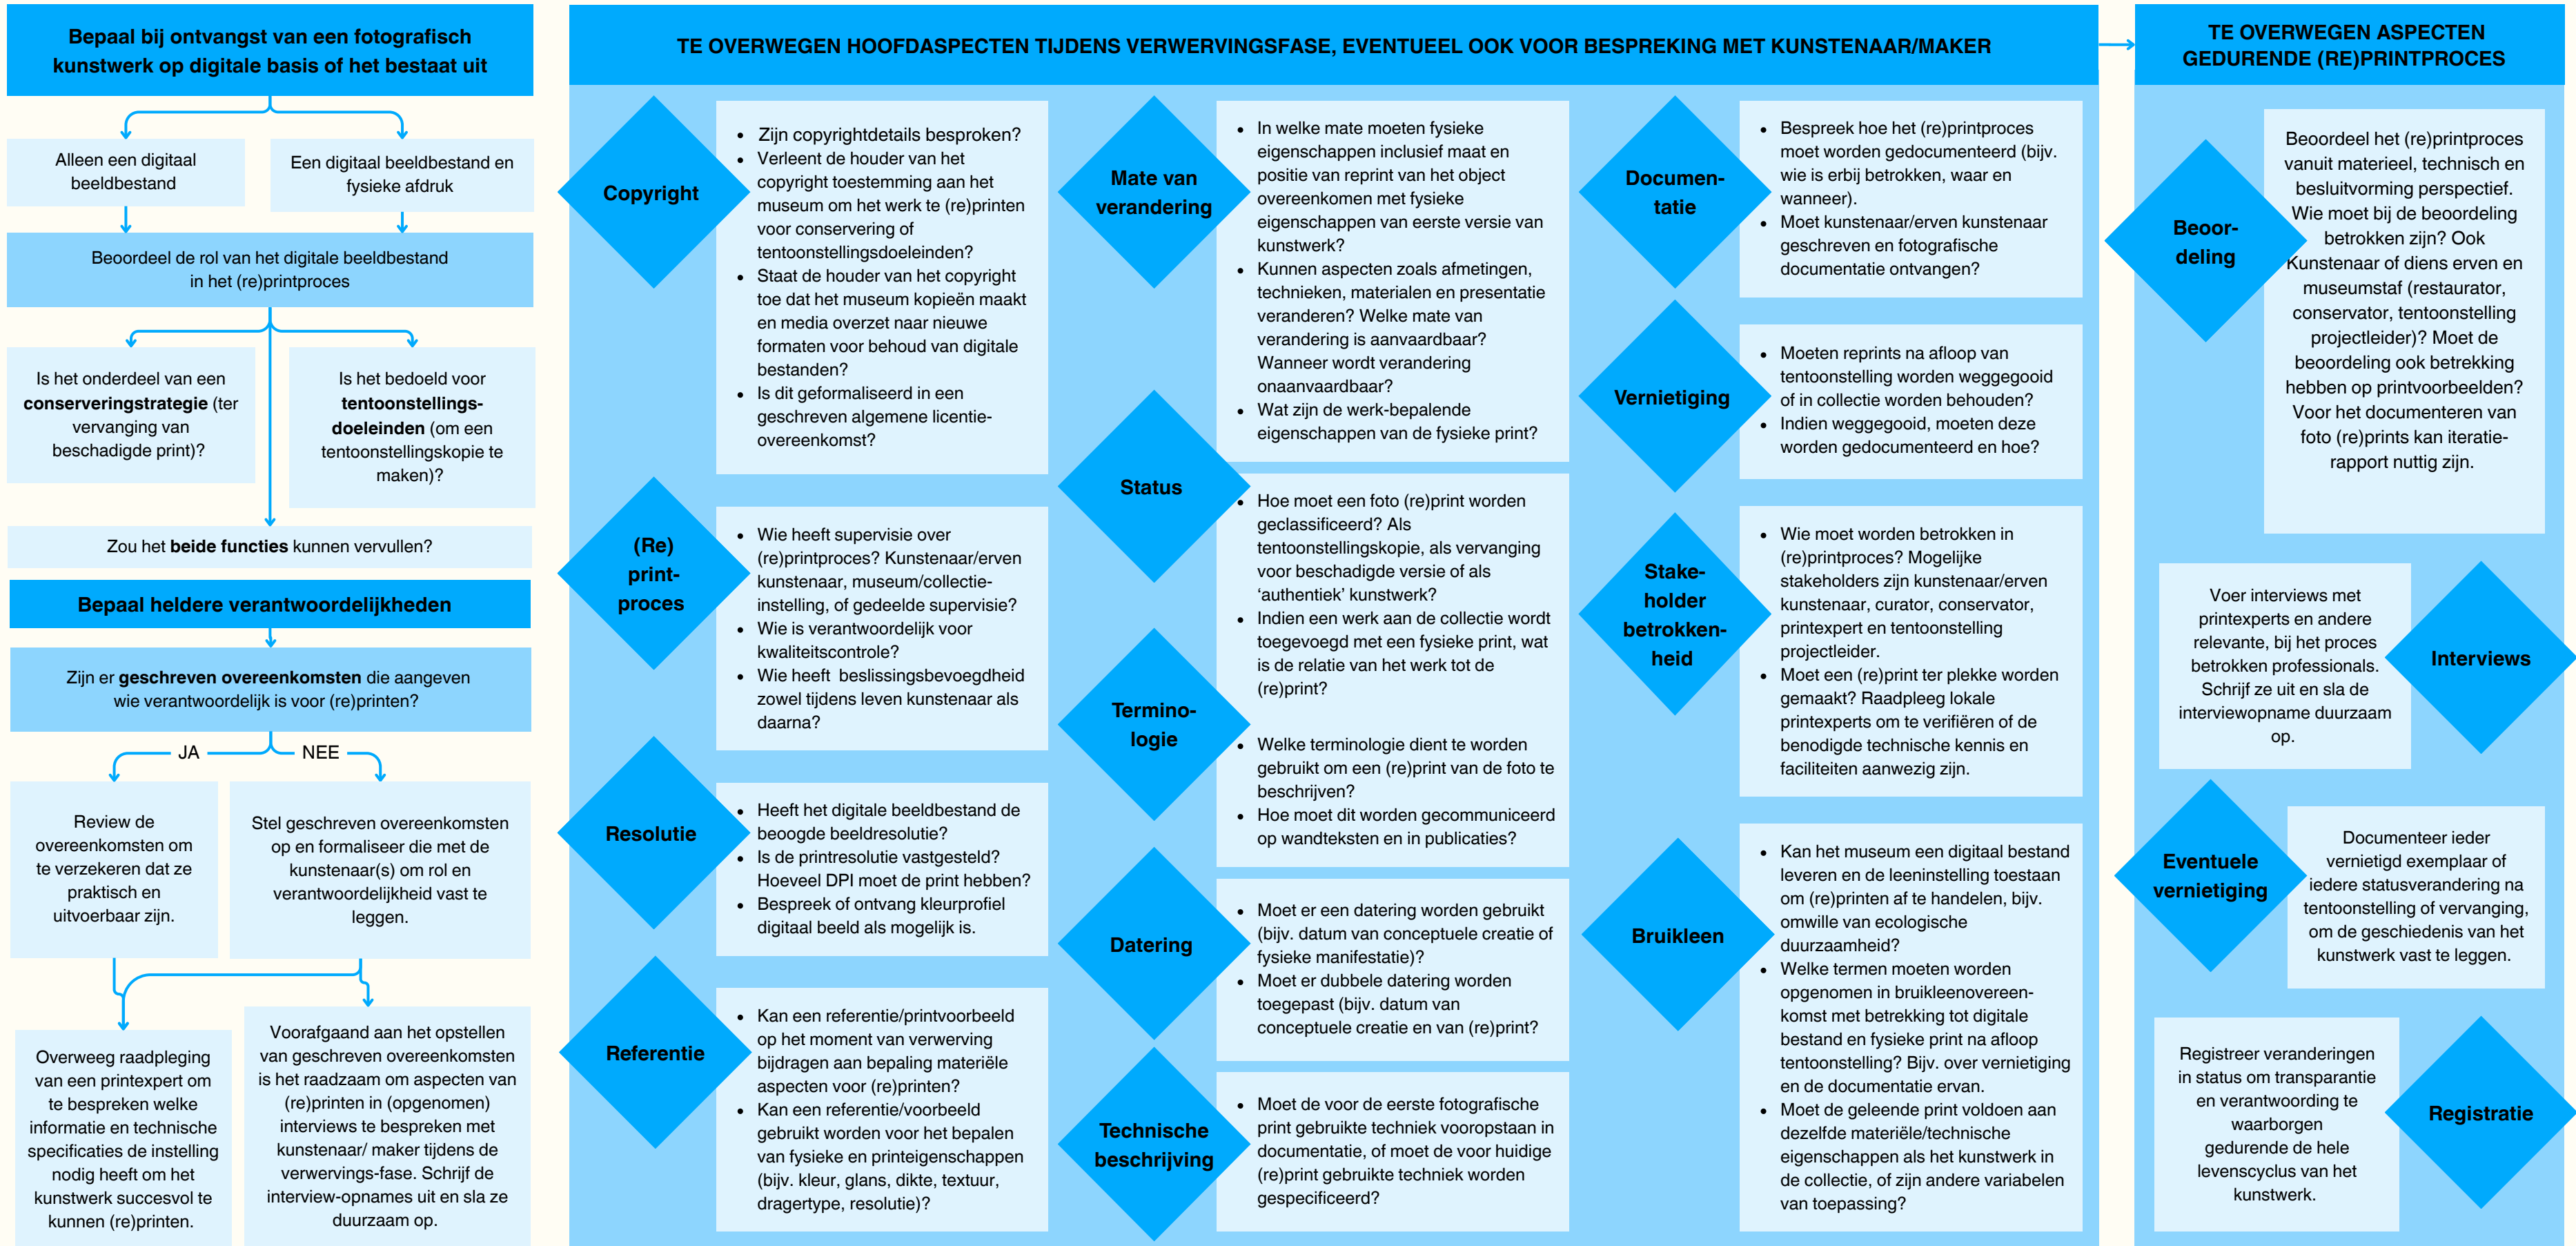 Bepaal bij ontvangst van een fotografisch
kunstwerk op digitale basis of het bestaat uit
Alleen een digitaal
beeldbestand
Een digitaal beeldbestand en
fysieke afdruk
Beoordeel de rol van het digitale beeldbestand
in het (re)printproces
Is het onderdeel van een
conserveringstrategie (ter
vervanging van
beschadigde print)?
Is het bedoeld voor
tentoonstellings-
doeleinden (om een
tentoonstellingskopie te
maken)?
Zou het beide functies kunnen vervullen?
Bepaal heldere verantwoordelijkheden
Zijn er geschreven overeenkomsten die aangeven
wie verantwoordelijk is voor (re)printen?
JA
NEE
Review de
overeenkomsten om
te verzekeren dat ze
praktisch en
uitvoerbaar zijn.
Stel geschreven overeenkomsten
op en formaliseer die met de
kunstenaar(s) om rol en
verantwoordelijkheid vast te
leggen.
Overweeg raadpleging
van een printexpert om
te bespreken welke
informatie en technische
specificaties de instelling
nodig heeft om het
kunstwerk succesvol te
kunnen (re)printen.
Voorafgaand aan het opstellen
van geschreven overeenkomsten
is het raadzaam om aspecten van
(re)printen in (opgenomen)
interviews te bespreken met
kunstenaar/ maker tijdens de
verwervings-fase. Schrijf de
interview-opnames uit en sla ze
duurzaam op.
TE OVERWEGEN HOOFDASPECTEN TIJDENS VERWERVINGSFASE, EVENTUEEL OOK VOOR BESPREKING MET KUNSTENAAR/MAKER
Copyright
• Zijn copyrightdetails besproken?
• Verleent de houder van het
copyright toestemming aan het
museum om het werk te (re)printen
voor conservering of
tentoonstellingsdoeleinden?
• Staat de houder van het copyright
toe dat het museum kopieën maakt
en media overzet naar nieuwe
formaten voor behoud van digitale
bestanden?
• Is dit geformaliseerd in een
geschreven algemene licentie-
overeenkomst?
(Re)
print-
proces
• Wie heeft supervisie over
(re)printproces? Kunstenaar/erven
kunstenaar, museum/collectie-
instelling, of gedeelde supervisie?
• Wie is verantwoordelijk voor
kwaliteitscontrole?
• Wie heeft beslissingsbevoegdheid
zowel tijdens leven kunstenaar als
daarna?
Resolutie
• Heeft het digitale beeldbestand de
beoogde beeldresolutie?
• Is de printresolutie vastgesteld?
Hoeveel DPI moet de print hebben?
• Bespreek of ontvang kleurprofiel
digitaal beeld als mogelijk is.
Referentie
• Kan een referentie/printvoorbeeld
op het moment van verwerving
bijdragen aan bepaling materiële
aspecten voor (re)printen?
• Kan een referentie/voorbeeld
gebruikt worden voor het bepalen
van fysieke en printeigenschappen
(bijv. kleur, glans, dikte, textuur,
dragertype, resolutie)?
Mate van
verandering
• In welke mate moeten fysieke
eigenschappen inclusief maat en
positie van reprint van het object
overeenkomen met fysieke
eigenschappen van eerste versie van
kunstwerk?
• Kunnen aspecten zoals afmetingen,
technieken, materialen en presentatie
veranderen? Welke mate van
verandering is aanvaardbaar?
Wanneer wordt verandering
onaanvaardbaar?
• Wat zijn de werk-bepalende
eigenschappen van de fysieke print?
Status
• Hoe moet een foto (re)print worden
geclassificeerd? Als
tentoonstellingskopie, als vervanging
voor beschadigde versie of als
‘authentiek’ kunstwerk?
• Indien een werk aan de collectie wordt
toegevoegd met een fysieke print, wat
is de relatie van het werk tot de
(re)print?
Termino-
logie
• Welke terminologie dient te worden
gebruikt om een (re)print van de foto te
beschrijven?
• Hoe moet dit worden gecommuniceerd
op wandteksten en in publicaties?
Datering
• Moet er een datering worden gebruikt
(bijv. datum van conceptuele creatie of
fysieke manifestatie)?
• Moet er dubbele datering worden
toegepast (bijv. datum van
conceptuele creatie en van (re)print?
Technische
beschrijving
• Moet de voor de eerste fotografische
print gebruikte techniek vooropstaan in
documentatie, of moet de voor huidige
(re)print gebruikte techniek worden
gespecificeerd?
Documen-
tatie
• Bespreek hoe het (re)printproces
moet worden gedocumenteerd (bijv.
wie is erbij betrokken, waar en
wanneer).
• Moet kunstenaar/erven kunstenaar
geschreven en fotografische
documentatie ontvangen?
Vernietiging
• Moeten reprints na afloop van
tentoonstelling worden weggegooid
of in collectie worden behouden?
• Indien weggegooid, moeten deze
worden gedocumenteerd en hoe?
Stake-
holder
betrokken-
heid
• Wie moet worden betrokken in
(re)printproces? Mogelijke
stakeholders zijn kunstenaar/erven
kunstenaar, curator, conservator,
printexpert en tentoonstelling
projectleider.
• Moet een (re)print ter plekke worden
gemaakt? Raadpleeg lokale
printexperts om te verifiëren of de
benodigde technische kennis en
faciliteiten aanwezig zijn.
Bruikleen
• Kan het museum een digitaal bestand
leveren en de leeninstelling toestaan
om (re)printen af te handelen, bijv.
omwille van ecologische
duurzaamheid?
• Welke termen moeten worden
opgenomen in bruikleenovereen-
komst met betrekking tot digitale
bestand en fysieke print na afloop
tentoonstelling? Bijv. over vernietiging
en de documentatie ervan.
• Moet de geleende print voldoen aan
dezelfde materiële/technische
eigenschappen als het kunstwerk in
de collectie, of zijn andere variabelen
van toepassing?
TE OVERWEGEN ASPECTEN
GEDURENDE (RE)PRINTPROCES
Beoor-
deling
Beoordeel het (re)printproces
vanuit materieel, technisch en
besluitvorming perspectief.
Wie moet bij de beoordeling
betrokken zijn? Ook
Kunstenaar of diens erven en
museumstaf (restaurator,
conservator, tentoonstelling
projectleider)? Moet de
beoordeling ook betrekking
hebben op printvoorbeelden?
Voor het documenteren van
foto (re)prints kan iteratie-
rapport nuttig zijn.
Voer interviews met
printexperts en andere
relevante, bij het proces
betrokken professionals.
Schrijf ze uit en sla de
interviewopname duurzaam
op.
Interviews
Eventuele
vernietiging
Documenteer ieder
vernietigd exemplaar of
iedere statusverandering na
tentoonstelling of vervanging,
om de geschiedenis van het
kunstwerk vast te leggen.
Registreer veranderingen
in status om transparantie
en verantwoording te
waarborgen
gedurende de hele
levenscyclus van het
kunstwerk.
Registratie